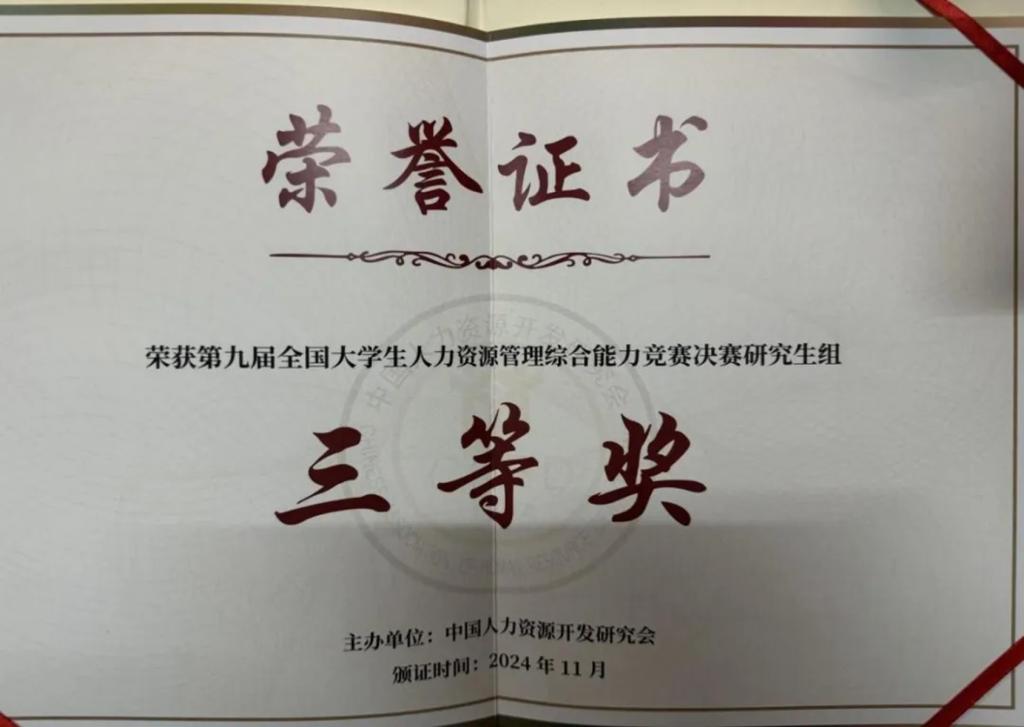 荣誉证书
荣获第九届全国大学生人力资源管理综合能力竞赛决赛研究生组
三等奖
主办单位：中国人力资源开发研究会
颁证时间：2024年11月